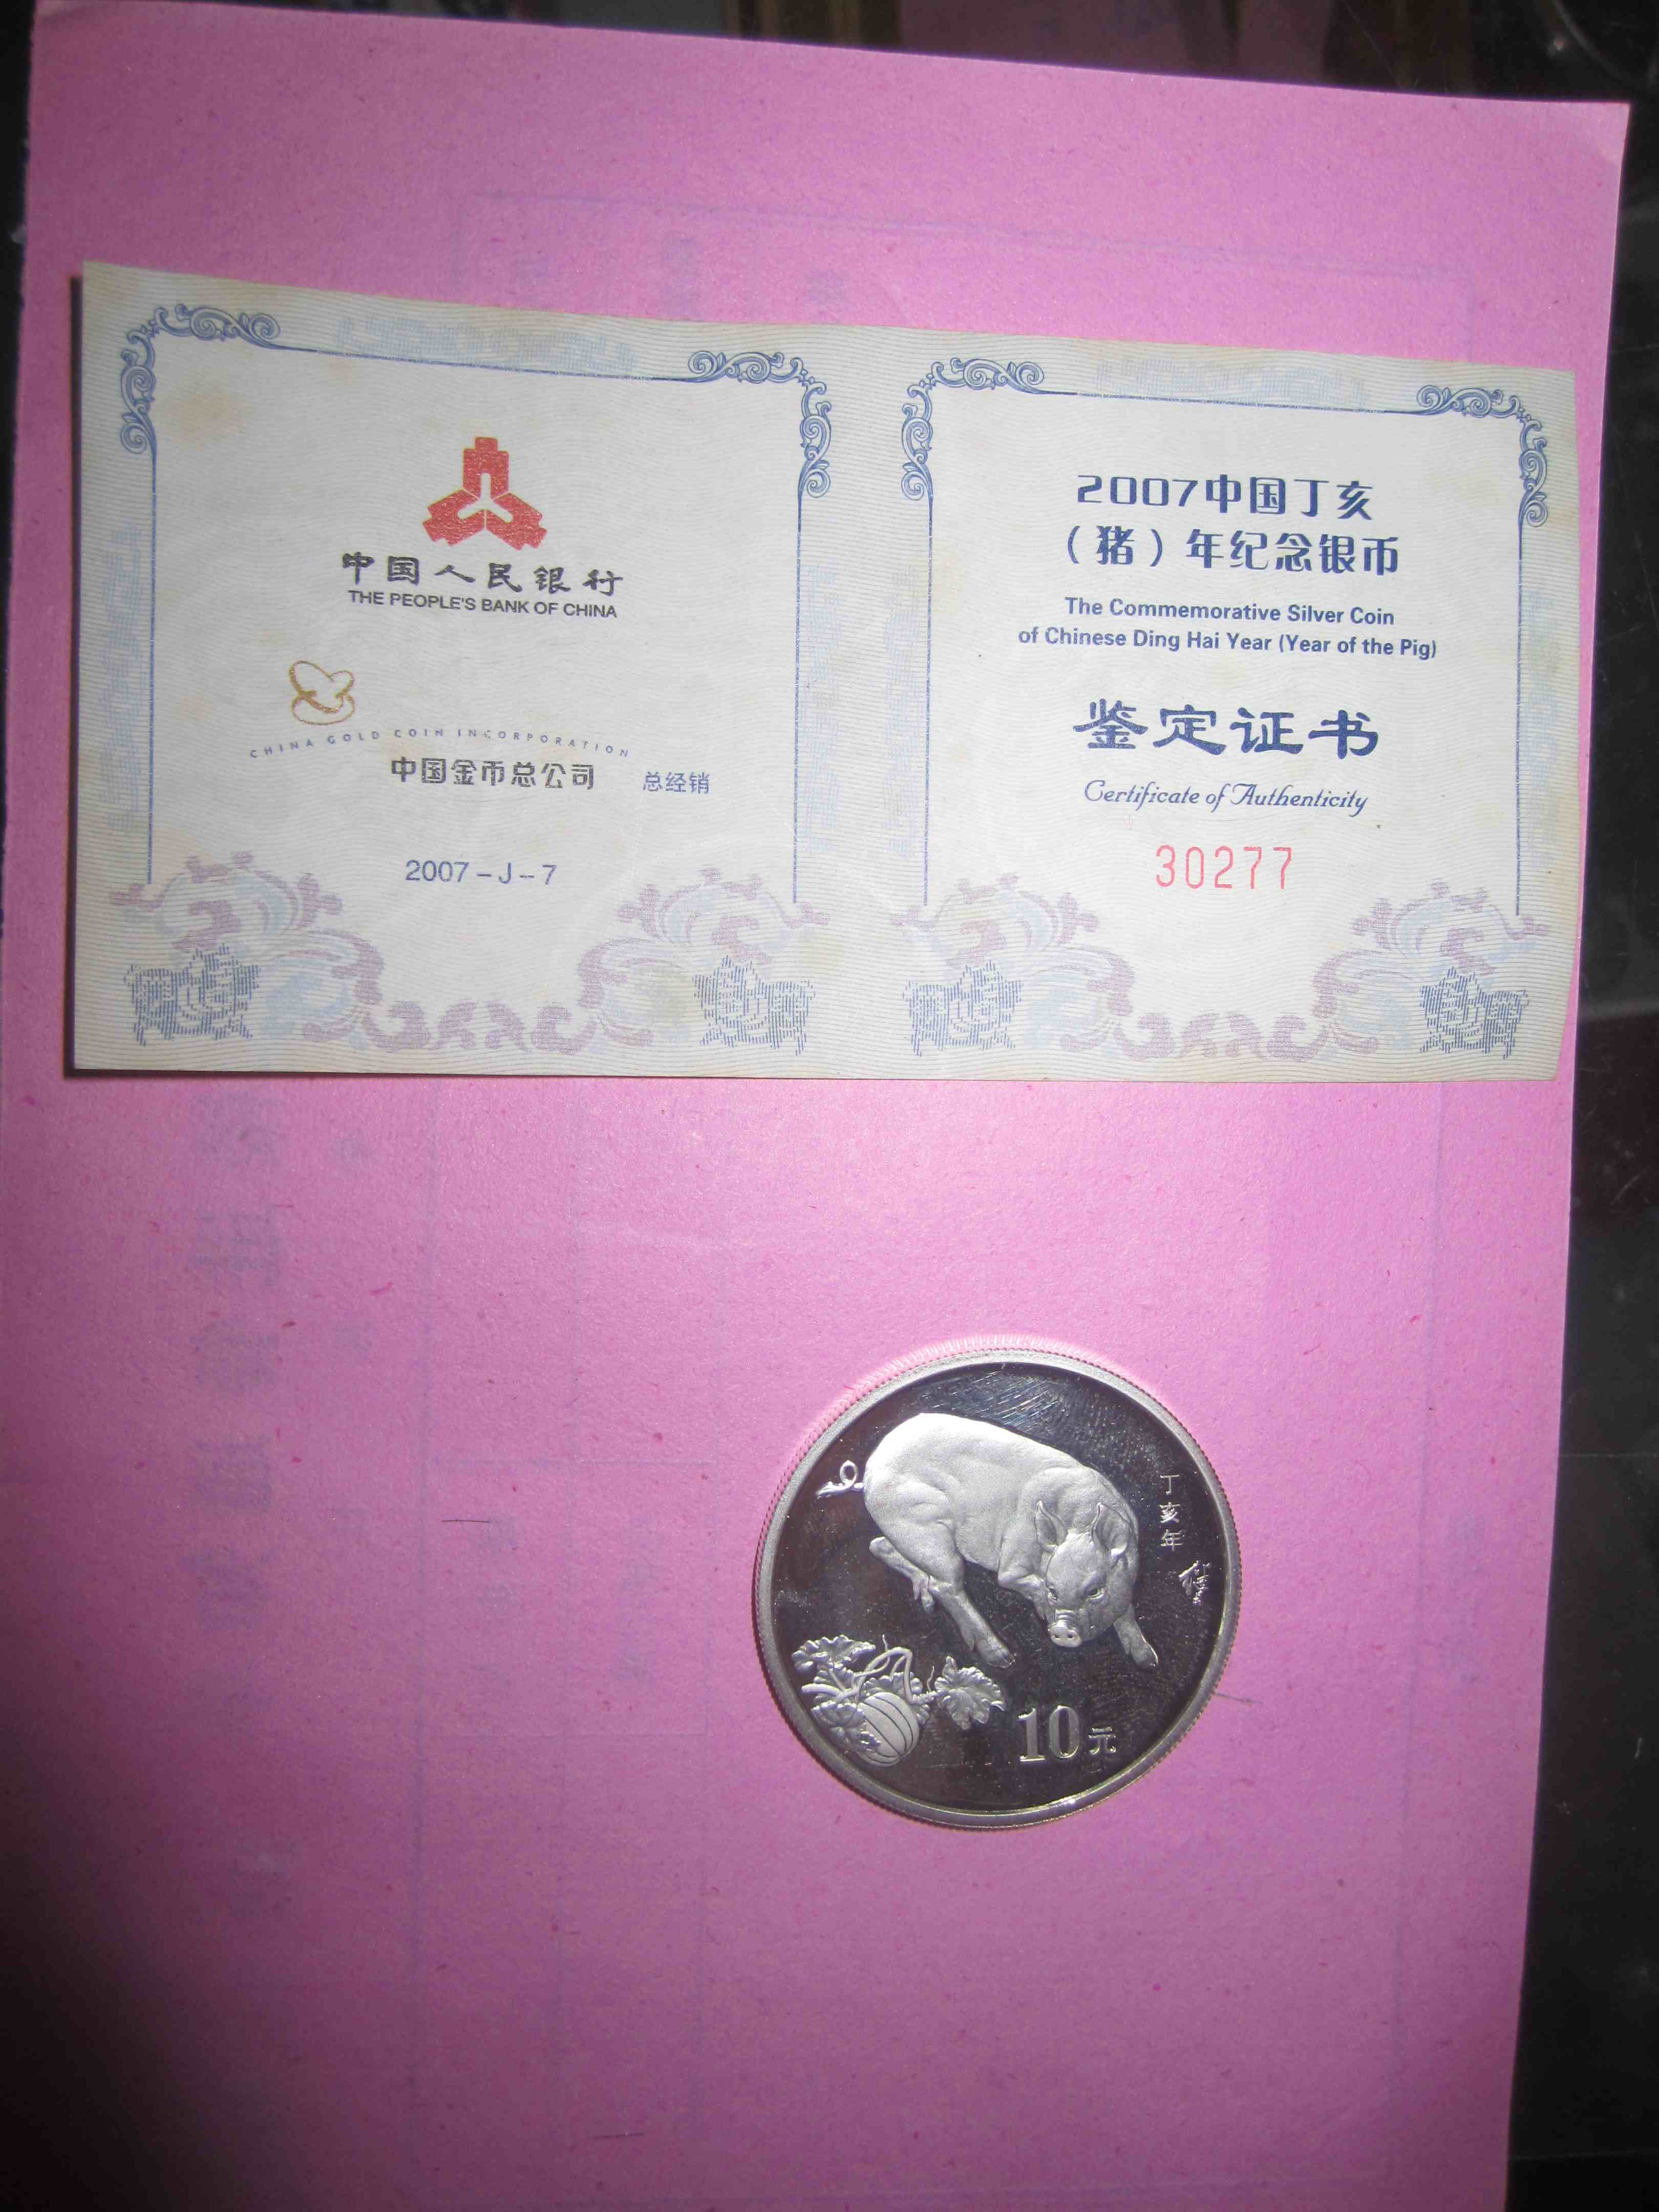 中国人民银行
THE PEOPLE'S BANK OF CHINA
CHINA GOLD COIN INCORPORATION
中国金币总公司 总经销
2007-J-7
2007中国丁亥
（猪）年纪念银币
The Commemorative Silver Coin
of Chinese Ding Hai Year (Year of the Pig)
鉴定证书
Certificate of Authenticity
30277
丁亥年
10元